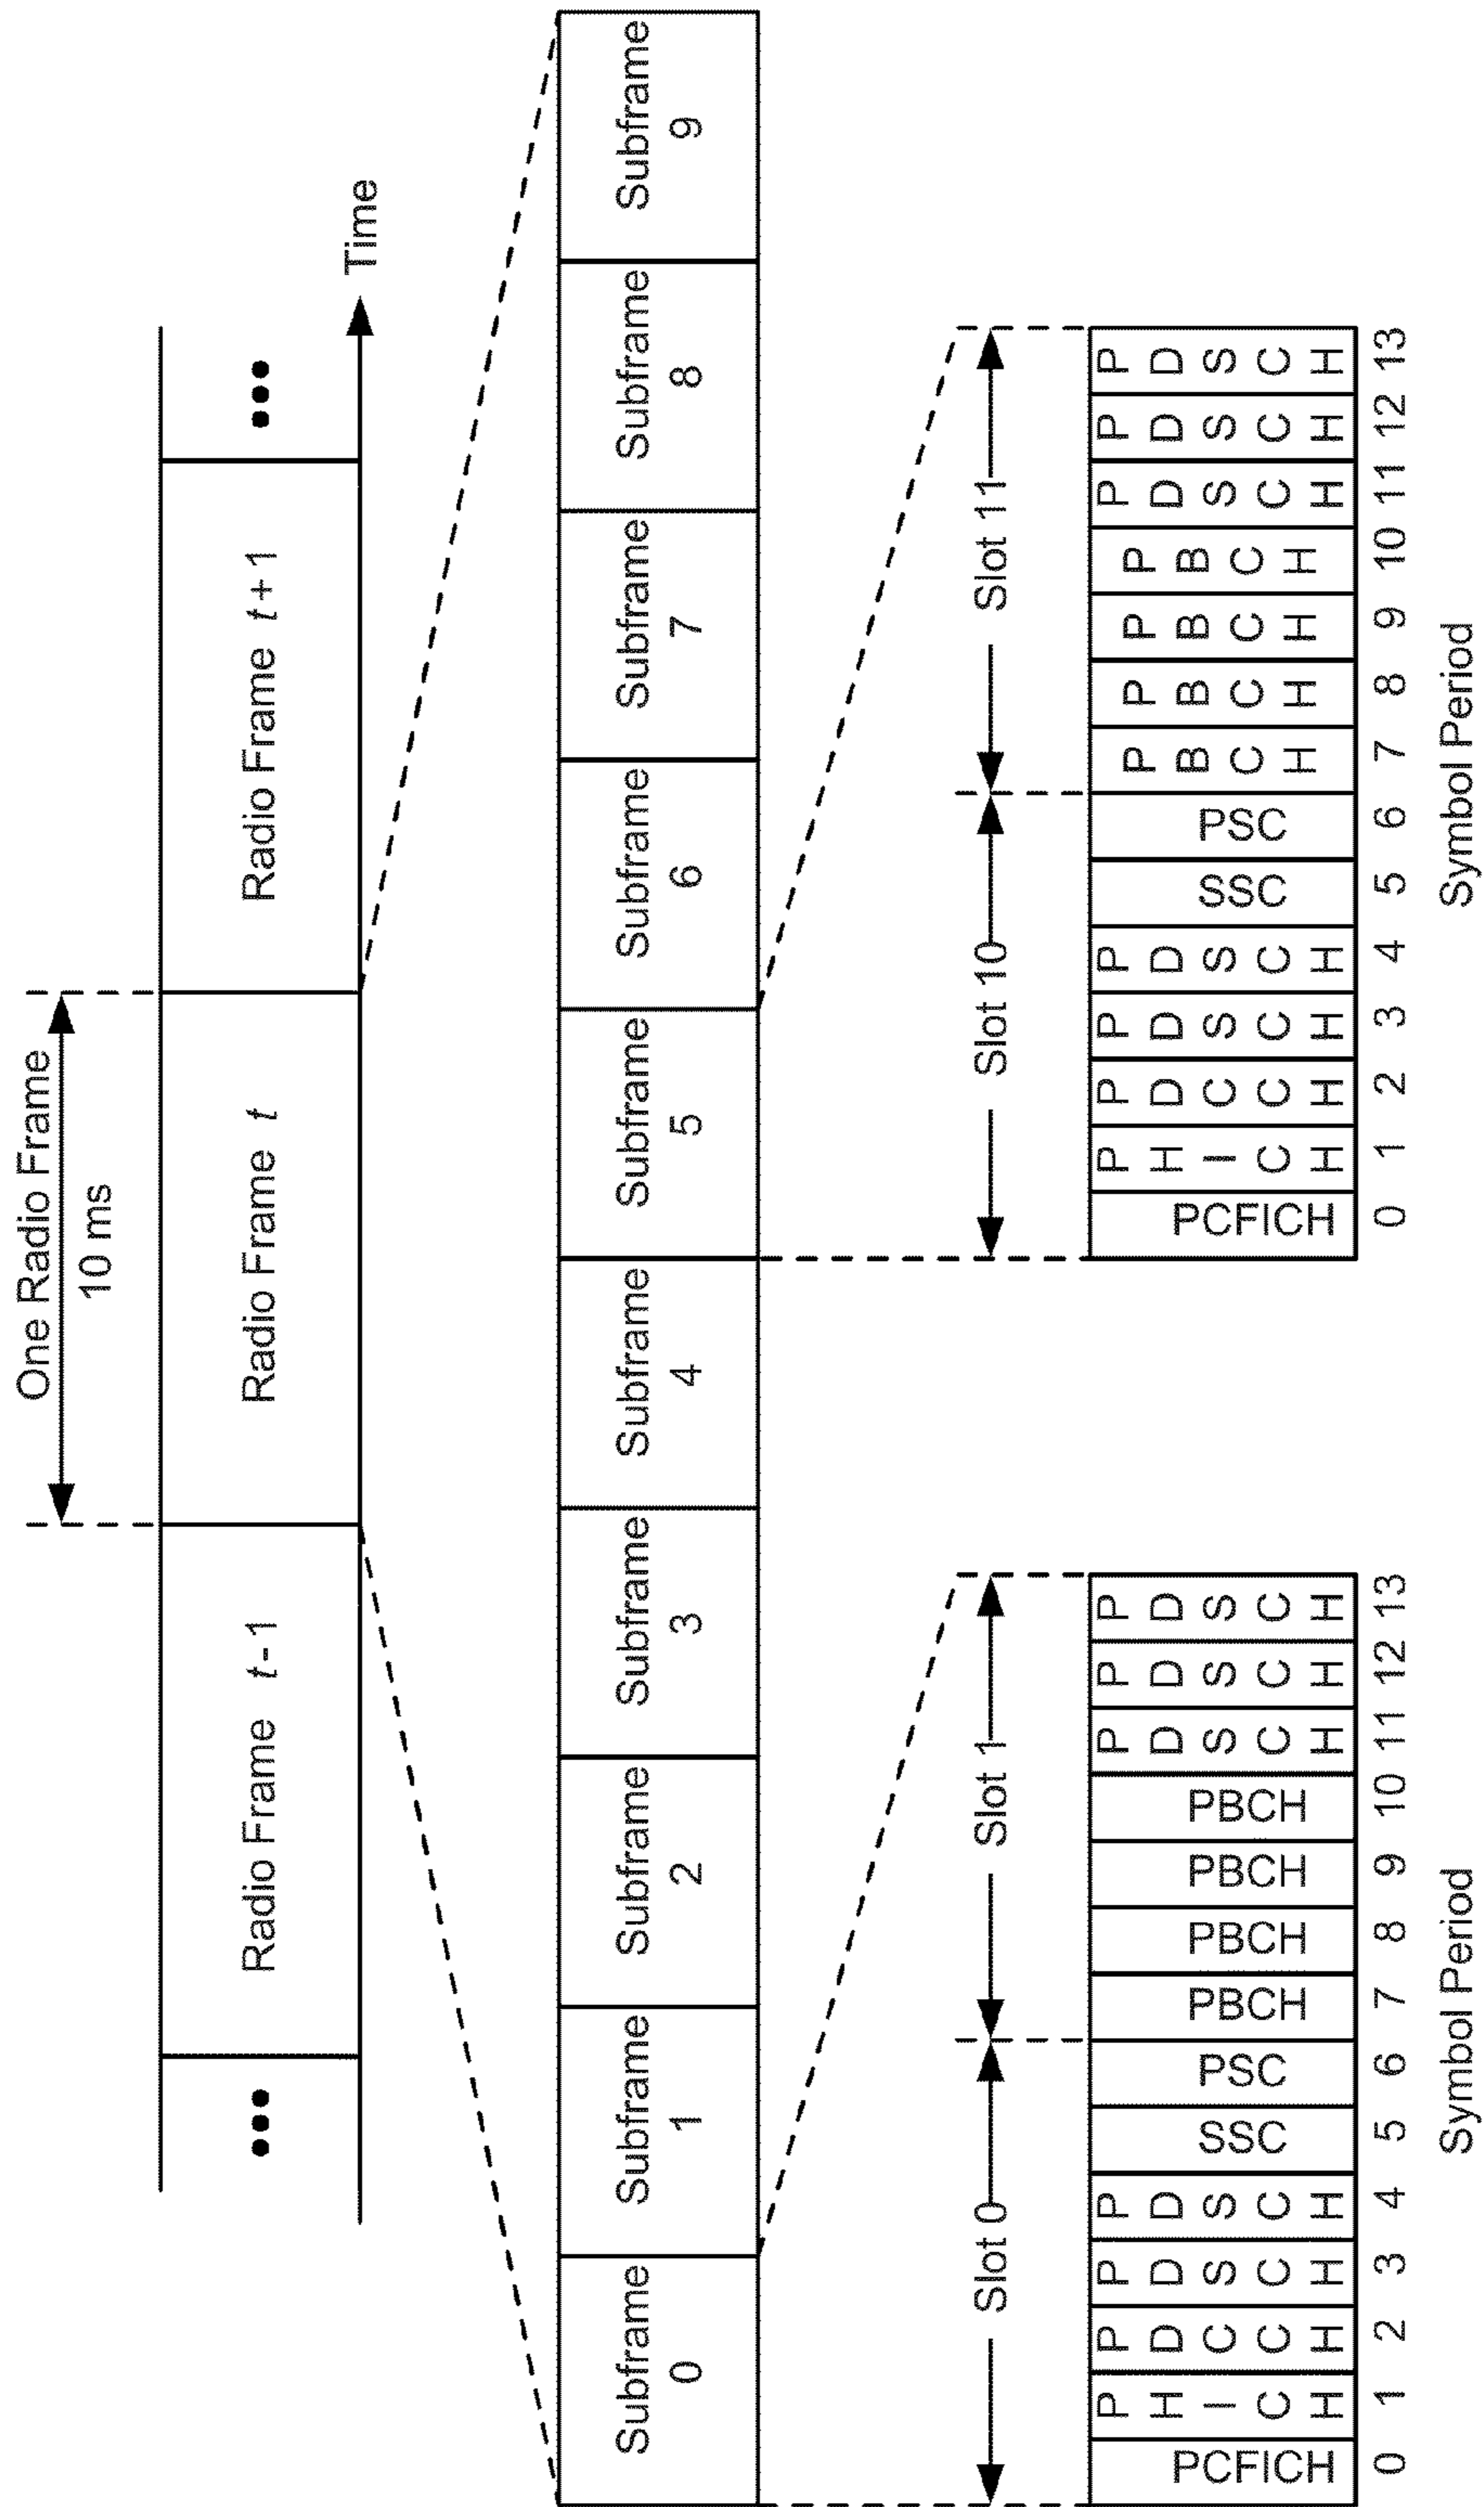 One Radio Frame
10 ms
••• Radio Frame t-1 Radio Frame t Radio Frame t+1 •••
Time
Subframe 0 Subframe 1 Subframe 2 Subframe 3 Subframe 4 Subframe 5 Subframe 6 Subframe 7 Subframe 8 Subframe 9
Slot 0 Slot 1
PCFICH PHICH PDCCH PDSCH PDSCH SSC PSC PBCH PBCH PBCH PBCH PDSCH PDSCH PDSCH
0 1 2 3 4 5 6 7 8 9 10 11 12 13
Symbol Period
Slot 10 Slot 11
PCFICH PHICH PDCCH PDSCH PDSCH SSC PSC PBCH PBCH PBCH PBCH PDSCH PDSCH PDSCH
0 1 2 3 4 5 6 7 8 9 10 11 12 13
Symbol Period